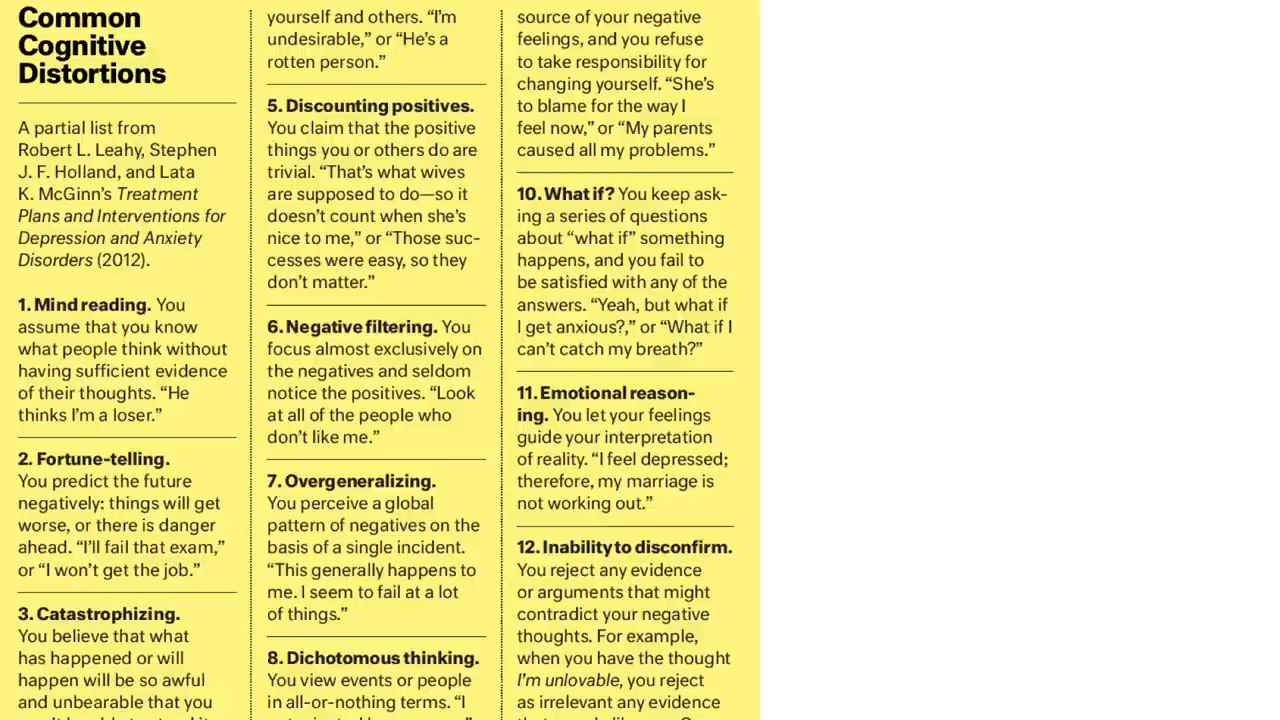 Common
Cognitive
Distortions
A partial list from
Robert L. Leahy, Stephen
J. F. Holland, and Lata
K. McGinn’s Treatment
Plans and Interventions for
Depression and Anxiety
Disorders (2012).
1. Mind reading. You
assume that you know
what people think without
having sufficient evidence
of their thoughts. “He
thinks I’m a loser.”
2. Fortune-telling.
You predict the future
negatively: things will get
worse, or there is danger
ahead. “I’ll fail that exam,”
or “I won’t get the job.”
3. Catastrophizing.
You believe that what
has happened or will
happen will be so awful
and unbearable that you
yourself and others. “I’m
undesirable,” or “He’s a
rotten person.”
5. Discounting positives.
You claim that the positive
things you or others do are
trivial. “That’s what wives
are supposed to do—so it
doesn’t count when she’s
nice to me,” or “Those suc-
cesses were easy, so they
don’t matter.”
6. Negative filtering. You
focus almost exclusively on
the negatives and seldom
notice the positives. “Look
at all of the people who
don’t like me.”
7. Overgeneralizing.
You perceive a global
pattern of negatives on the
basis of a single incident.
“This generally happens to
me. I seem to fail at a lot
of things.”
8. Dichotomous thinking.
You view events or people
in all-or-nothing terms. “I
source of your negative
feelings, and you refuse
to take responsibility for
changing yourself. “She’s
to blame for the way I
feel now,” or “My parents
caused all my problems.”
10. What if? You keep ask-
ing a series of questions
about “what if” something
happens, and you fail to
be satisfied with any of the
answers. “Yeah, but what if
I get anxious?,” or “What if I
can’t catch my breath?”
11. Emotional reason-
ing. You let your feelings
guide your interpretation
of reality. “I feel depressed;
therefore, my marriage is
not working out.”
12. Inability to disconfirm.
You reject any evidence
or arguments that might
contradict your negative
thoughts. For example,
when you have the thought
I’m unlovable, you reject
as irrelevant any evidence